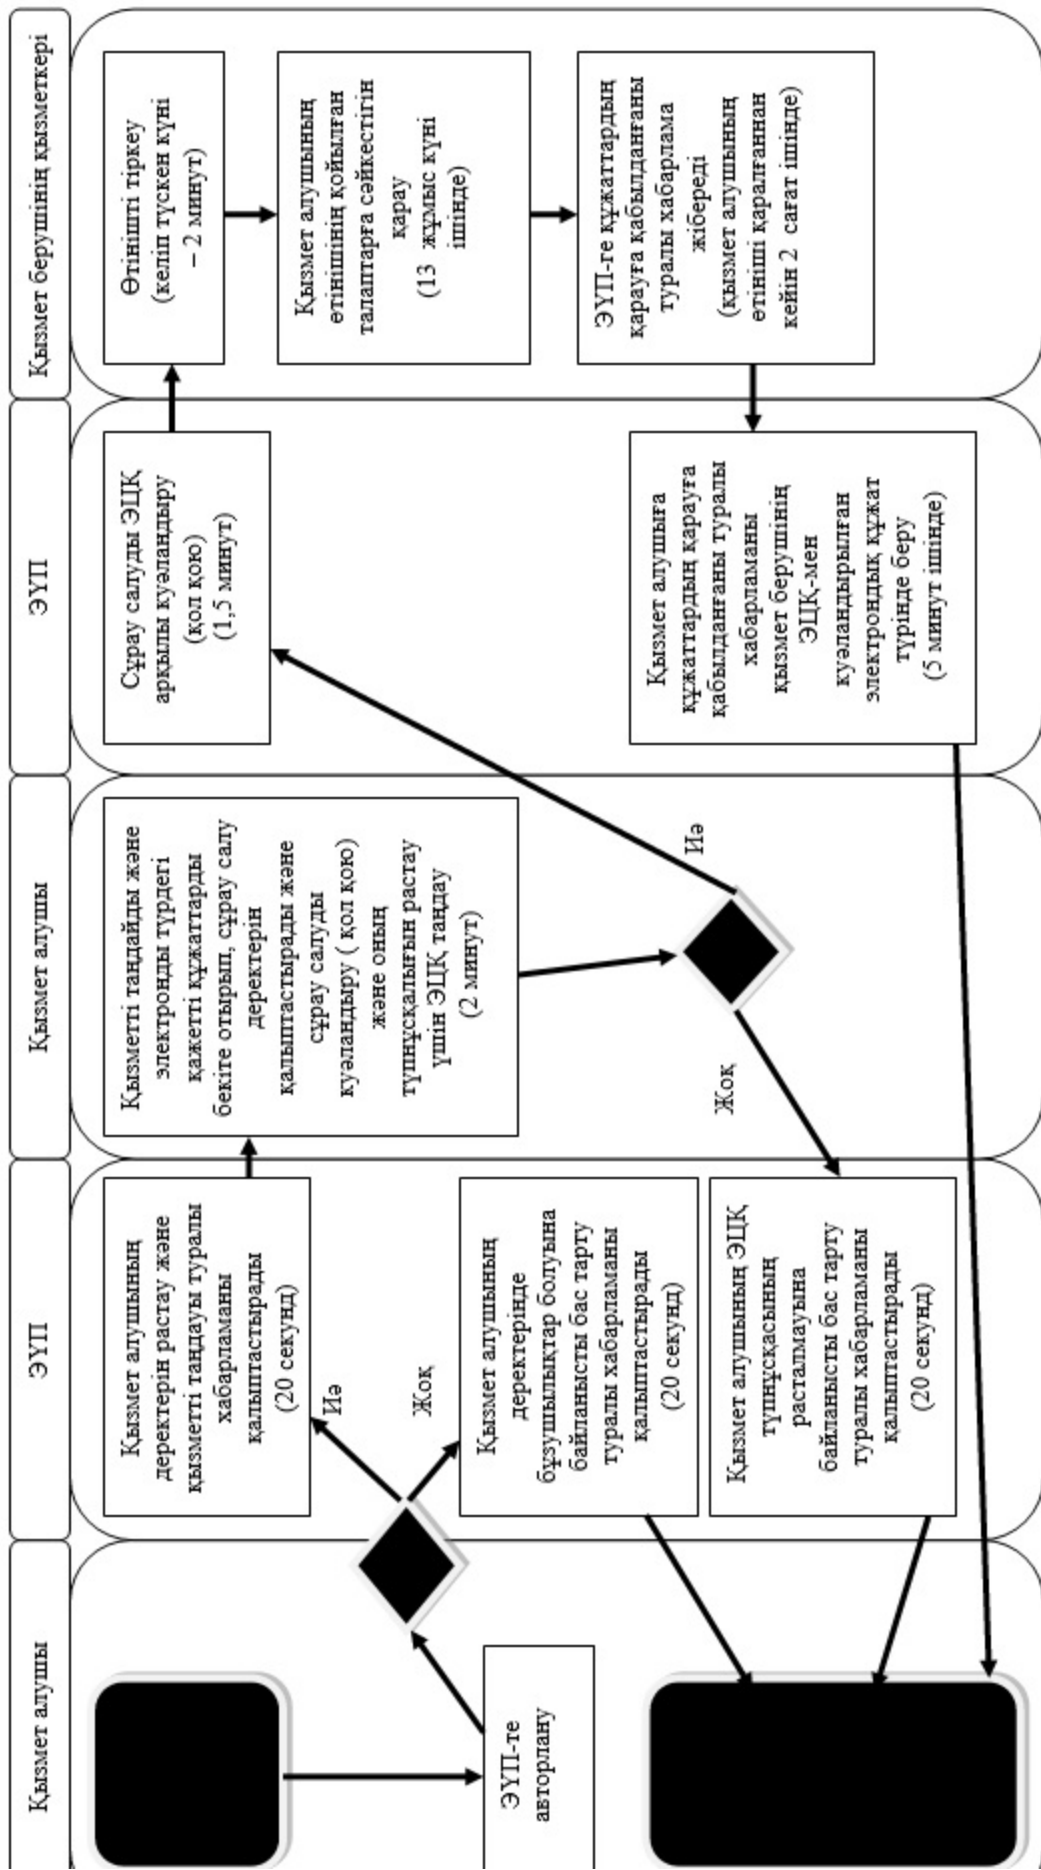 Қызмет алушы
ЭҮП
Қызмет алушы
ЭҮП
Қызмет берушінің қызметкері
ЭҮП-те
авторлану
Қызмет алушының
деректерін растау және
қызметті таңдауы туралы
хабарламаны
қалыптастырады
(20 секунд)
Иә
Жоқ
Қызмет алушының
деректерінде
бұзушылықтар болуына
байланысты бас тарту
туралы хабарламаны
қалыптастырады
(20 секунд)
Қызмет алушының ЭЦҚ
түпнұсқасының
расталмауына
байланысты бас тарту
туралы хабарламаны
қалыптастырады
(20 секунд)
Қызметті таңдайды және
электронды түрдегі
қажетті құжаттарды
бекіте отырып, сұрау салу
деректерін
қалыптастырады және
сұрау салуды
куәландыру ( қол қою)
және оның
түпнұсқалығын растау
үшін ЭЦҚ таңдау
(2 минут)
Жоқ
Иә
Сұрау салуды ЭЦҚ
арқылы куәландыру
(қол қою)
(1,5 минут)
Қызмет алушыға
құжаттардың қарауға
қабылданғаны туралы
хабарламаны
қызмет берушінің
ЭЦҚ-мен
куәландырылған
электрондық құжат
түрінде беру
(5 минут ішінде)
Өтінішті тіркеу
(келіп түскен күні
– 2 минут)
Қызмет алушының
өтінішінің қойылған
талаптарға сәйкестігін
қарау
(13 жұмыс күні
ішінде)
ЭҮП-ге құжаттардың
қарауға қабылданғаны
туралы хабарлама
жібереді
(қызмет алушының
өтініші қаралғаннан
кейін 2 сағат ішінде)